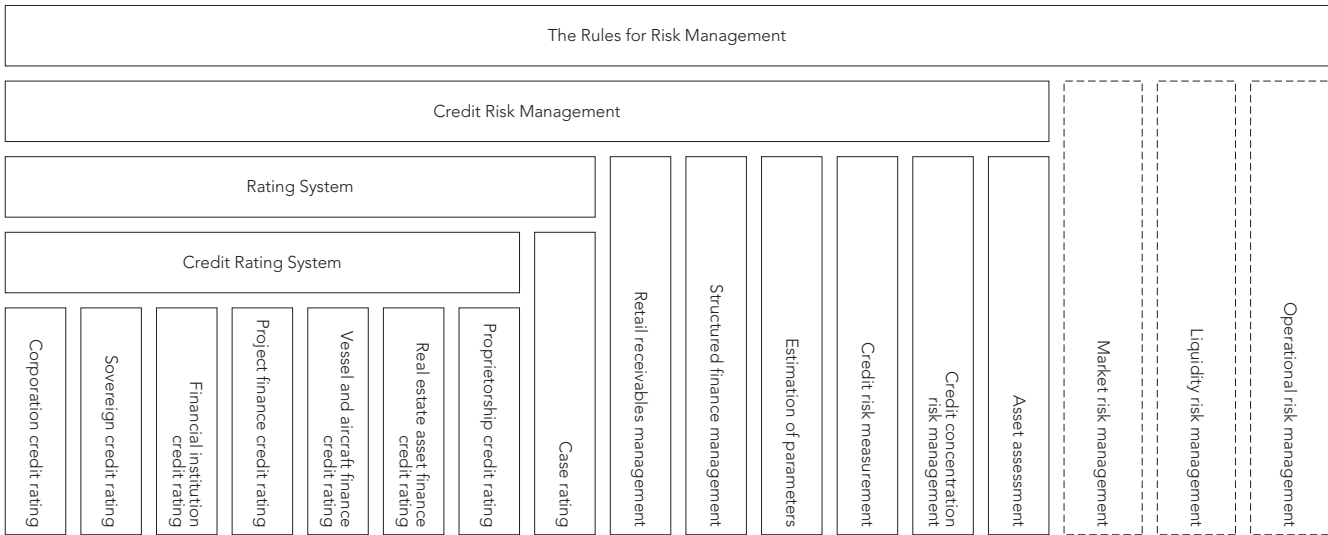 The Rules for Risk Management
Credit Risk Management
Rating System
Credit Rating System
Corporation credit rating
Sovereign credit rating
Financial institution
credit rating
Project finance credit rating
Vessel and aircraft finance
credit rating
Real estate asset finance
credit rating
Proprietorship credit rating
Case rating
Retail receivables management
Structured finance management
Estimation of parameters
Credit risk measurement
Credit concentration
risk management
Asset assessment
Market risk management
Liquidity risk management
Operational risk management